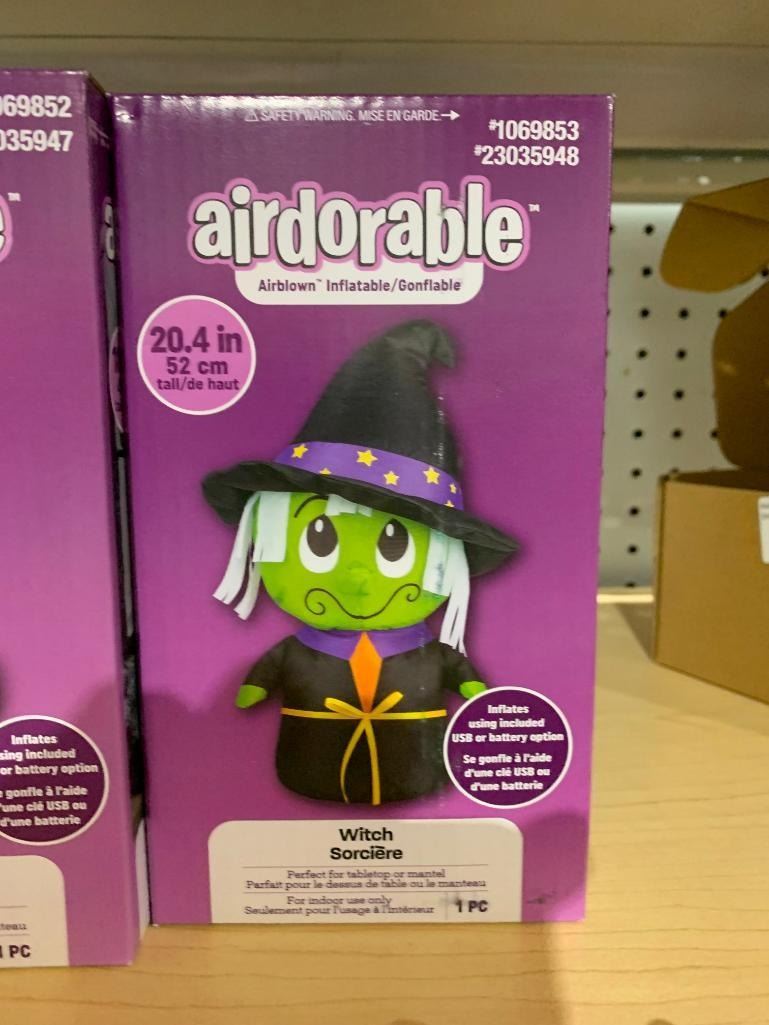 069852
035947
™
⚠ SAFETY WARNING. MISE EN GARDE.→
#1069853
#23035948
airdorable™
Airblown™ Inflatable/Gonflable
20.4 in
52 cm
tall/de haut
Inflates
using included
USB or battery option
Se gonfle à l'aide
d'une clé USB ou
d'une batterie
Witch
Sorcière
Perfect for tabletop or mantel
Parfait pour le dessus de table ou le manteau
For indoor use only
Seulement pour l'usage à l'intérieur
1 PC
Inflates
sing included
or battery option
gonfle à l'aide
'une clé USB ou
d'une batterie
teau
1 PC